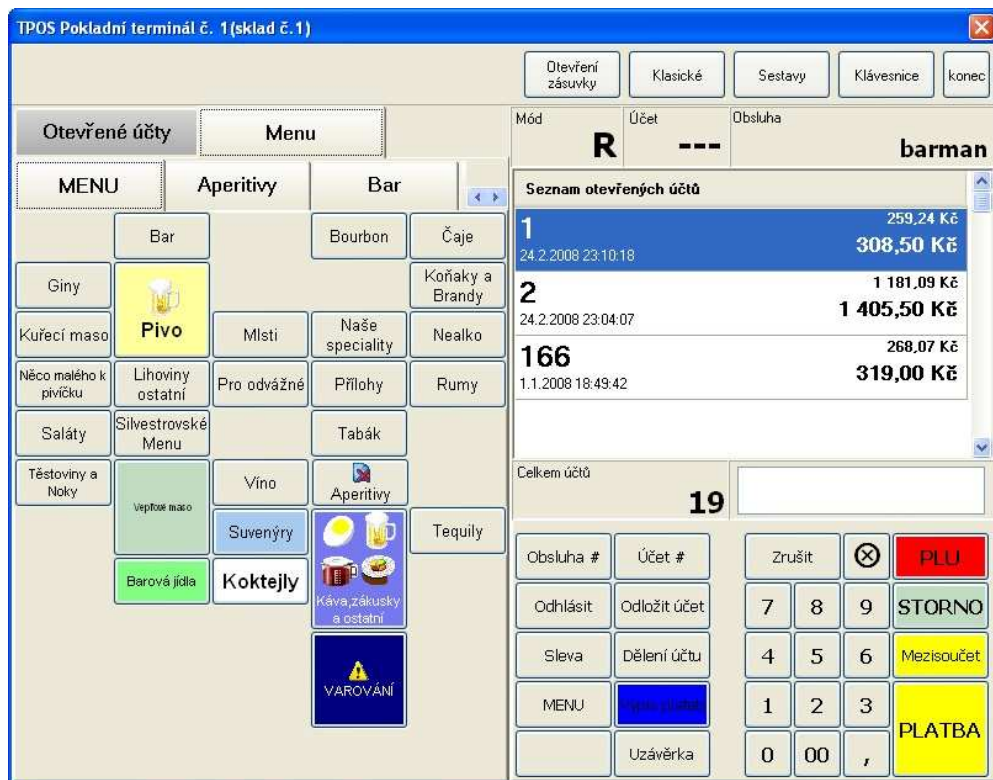 TPOS Pokladní terminál č. 1(sklad č.1)
Otevření
zásuvky
Klasické
Sestavy
Klávesnice
konec
Otevřené účty
Menu
Mód
R
Účet
---
Obsluha
barman
MENU
Aperitivy
Bar
Seznam otevřených účtů
1
259,24 Kč
24.2.2008 23:10:18
308,50 Kč
2
1 181,09 Kč
24.2.2008 23:04:07
1 405,50 Kč
166
268,07 Kč
1.1.2008 18:49:42
319,00 Kč
Bar
Bourbon
Čaje
Giny
Pivo
Koňaky a
Brandy
Kuřecí maso
Mlsti
Naše
speciality
Nealko
Něco malého k
pivíčku
Lihoviny
ostatní
Pro odvážné
Přílohy
Rumy
Saláty
Silvestrovské
Menu
Tabák
Těstoviny a
Noky
Vepřové maso
Víno
Aperitivy
Suvenýry
Tequily
Barová jídla
Koktejly
Káva,zákusky
a ostatní
VAROVÁNÍ
Celkem účtů
19
Obsluha #
Účet #
Zrušit
PLU
Odhlásit
Odložit účet
7
8
9
STORNO
Sleva
Dělení účtu
4
5
6
Mezisoučet
MENU
1
2
3
PLATBA
Uzávěrka
0
00
,